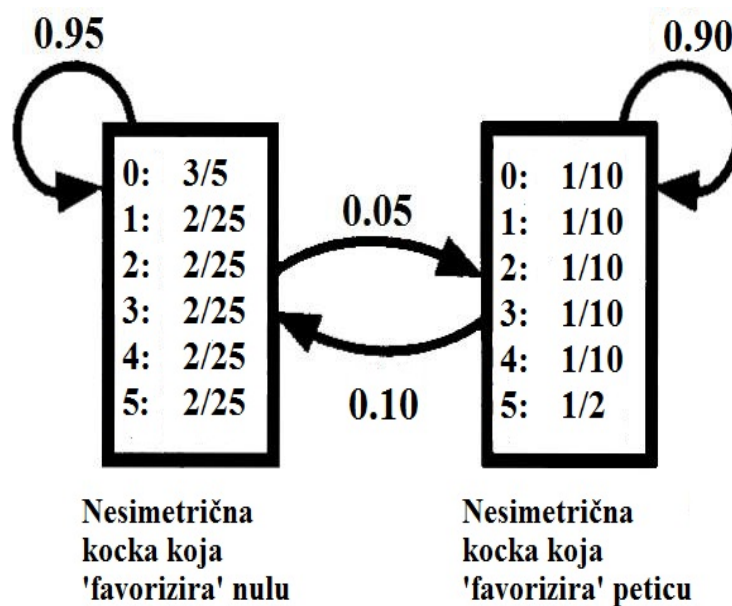 0.95
0.90
0: 3/5
1: 2/25
2: 2/25
3: 2/25
4: 2/25
5: 2/25
0.05
0.10
0: 1/10
1: 1/10
2: 1/10
3: 1/10
4: 1/10
5: 1/2
Nesimetrična
kocka koja
'favorizira' nulu
Nesimetrična
kocka koja
'favorizira' peticu